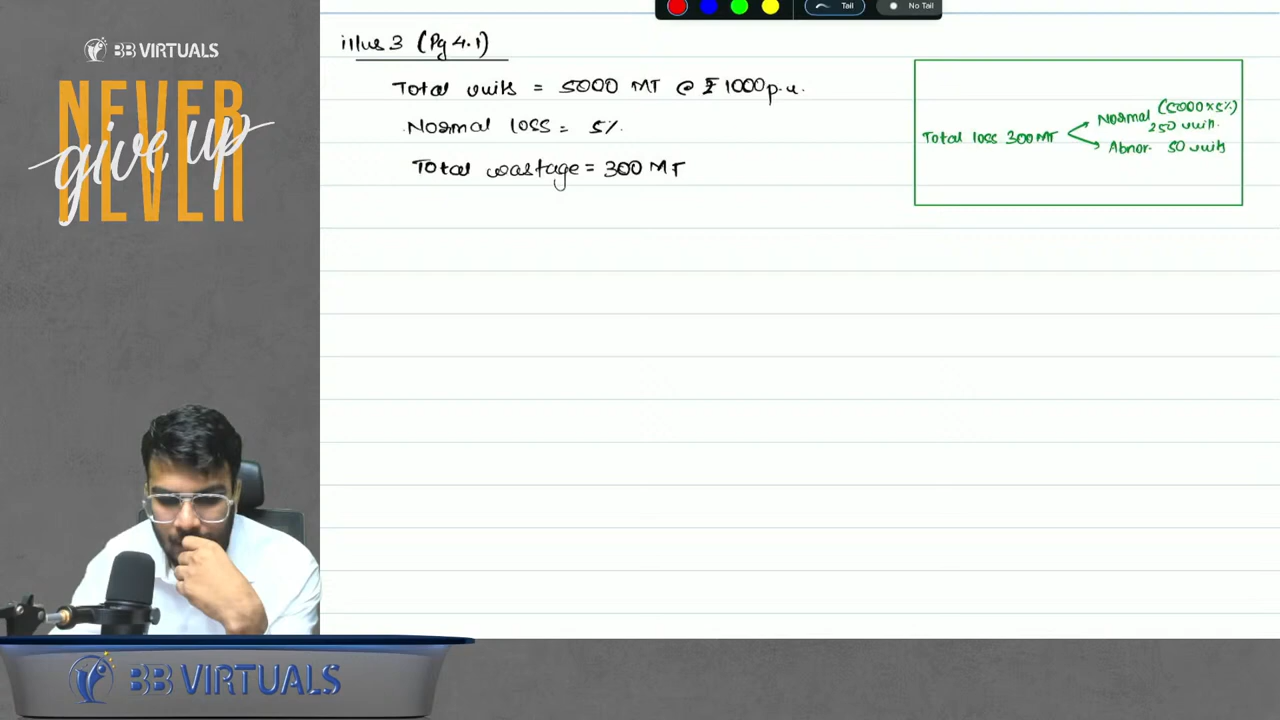 BB VIRTUALS
NEVER
give up
NEVER
Tail
No Tail
illus 3 (Pg 4.1)
Total units = 5000 MT @ ₹ 1000 p.u.
Normal loss = 5%.
Total wastage = 300 MT
Total loss 300 MT
Normal (5000 x 5%)
250 unit.
Abnor. 50 units
BB VIRTUALS